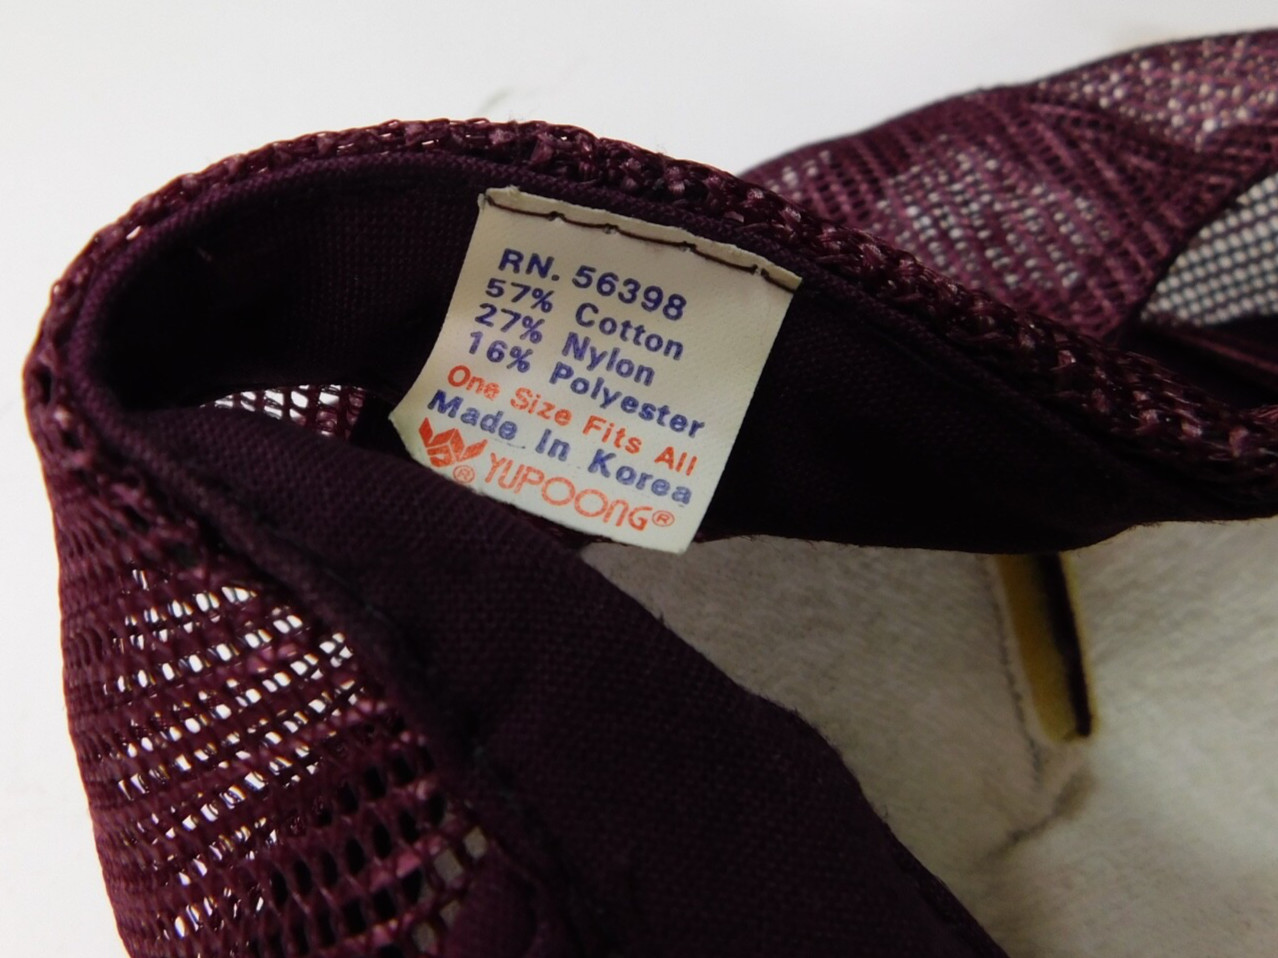 RN. 56398
57% Cotton
27% Nylon
16% Polyester
One Size Fits All
Made In Korea
® YUPOONG®